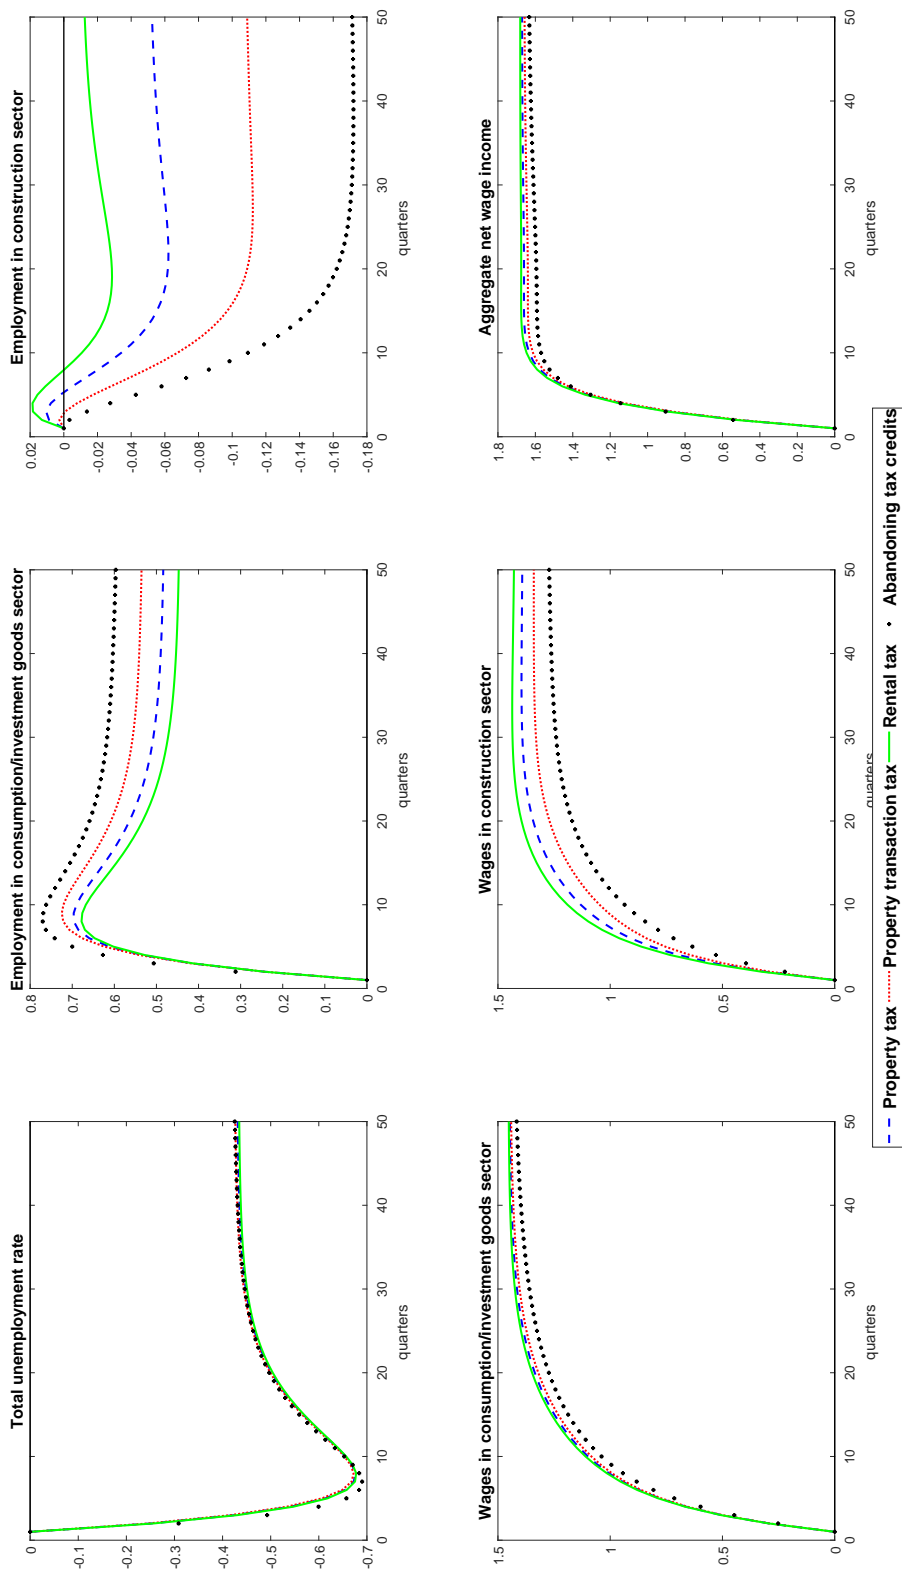 Total unemployment rate
0
-0.1
-0.2
-0.3
-0.4
-0.5
-0.6
-0.7
0 10 20 30 40 50
quarters
Employment in consumption/investment goods sector
0.8
0.7
0.6
0.5
0.4
0.3
0.2
0.1
0
0 10 20 30 40 50
quarters
Employment in construction sector
0.02
0
-0.02
-0.04
-0.06
-0.08
-0.1
-0.12
-0.14
-0.16
-0.18
0 10 20 30 40 50
quarters
Wages in consumption/investment goods sector
1.5
1
0.5
0
0 10 20 30 40 50
quarters
Wages in construction sector
1.5
1
0.5
0
0 10 20 30 40 50
quarters
Aggregate net wage income
1.8
1.6
1.4
1.2
1
0.8
0.6
0.4
0.2
0
0 10 20 30 40 50
quarters
Property tax Property transaction tax Rental tax Abandoning tax credits